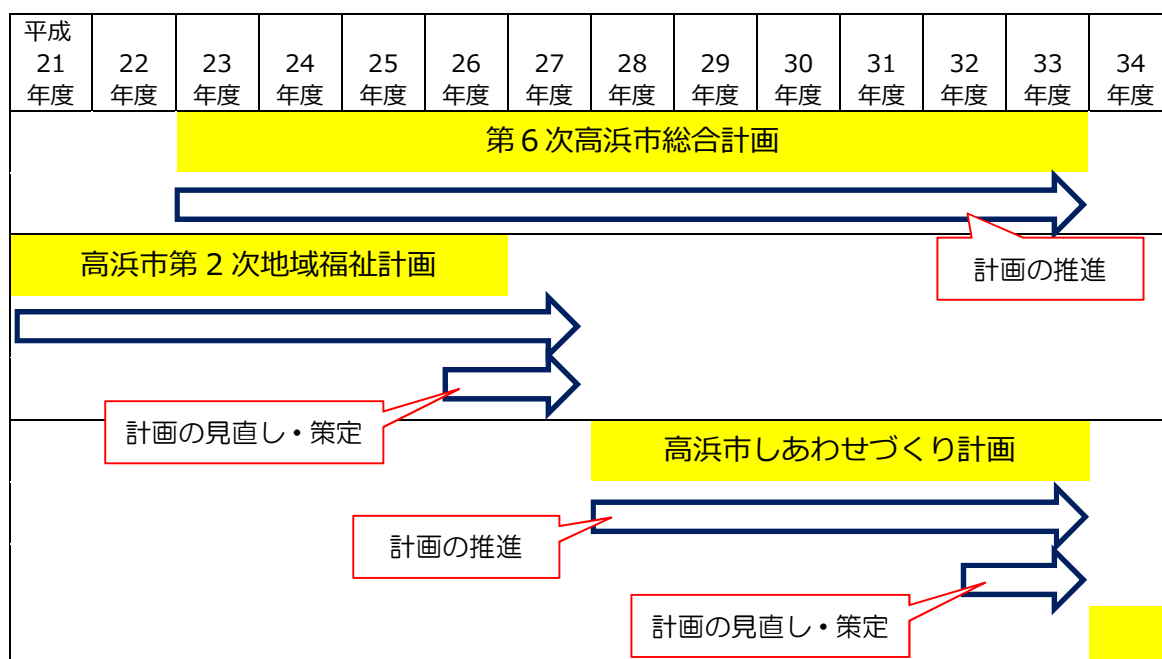 平成
21
年度
22
年度
23
年度
24
年度
25
年度
26
年度
27
年度
28
年度
29
年度
30
年度
31
年度
32
年度
33
年度
34
年度
第6次高浜市総合計画
計画の推進
高浜市第2次地域福祉計画
計画の見直し・策定
高浜市しあわせづくり計画
計画の推進
計画の見直し・策定